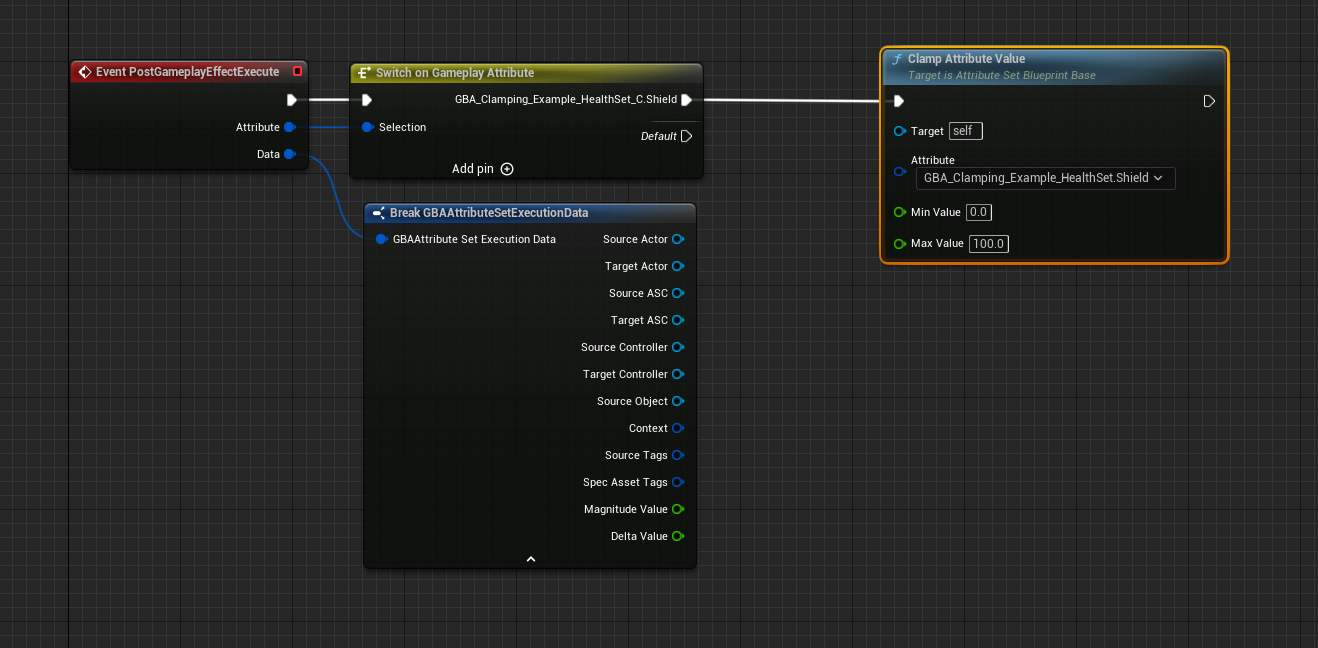 Event PostGameplayEffectExecute
Attribute
Data
Switch on Gameplay Attribute
GBA_Clamping_Example_HealthSet_C.Shield
Selection
Default
Add pin
Break GBAAttributeSetExecutionData
GBAAttribute Set Execution Data
Source Actor
Target Actor
Source ASC
Target ASC
Source Controller
Target Controller
Source Object
Context
Source Tags
Spec Asset Tags
Magnitude Value
Delta Value
Clamp Attribute Value
Target is Attribute Set Blueprint Base
Target self
Attribute
GBA_Clamping_Example_HealthSet.Shield
Min Value 0.0
Max Value 100.0